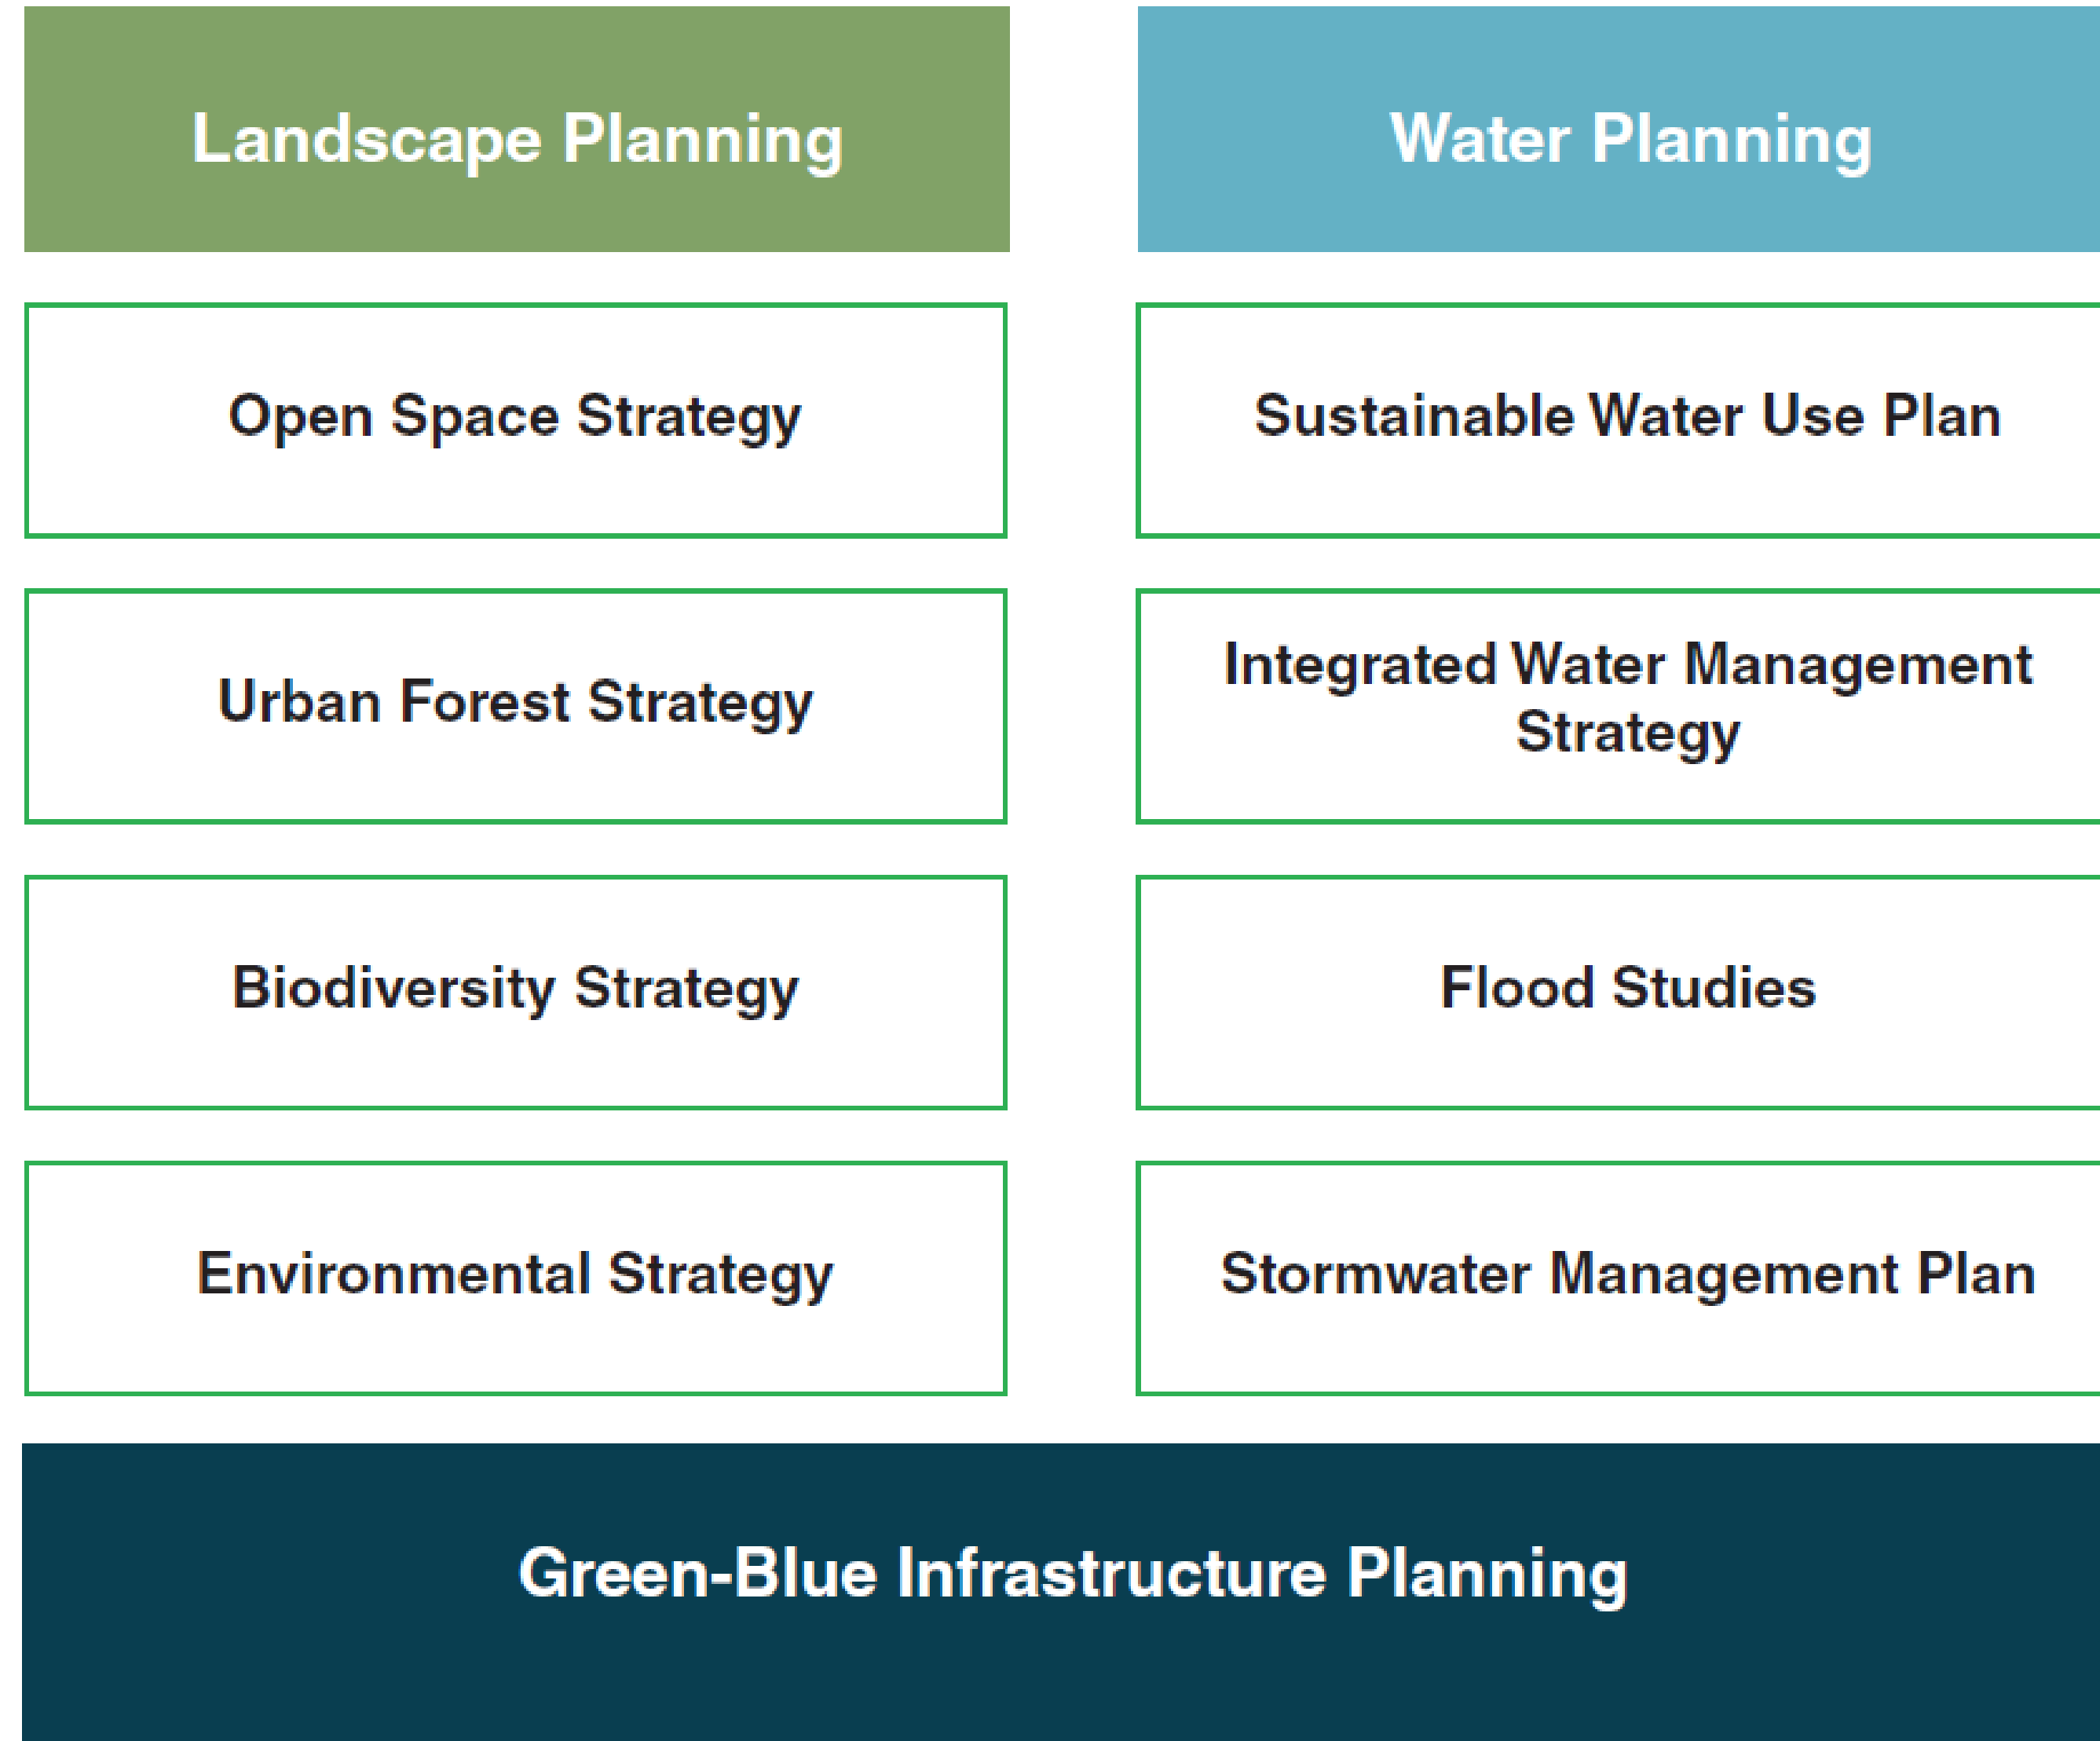 Landscape Planning
Water Planning
Open Space Strategy
Sustainable Water Use Plan
Urban Forest Strategy
Integrated Water Management
Strategy
Biodiversity Strategy
Flood Studies
Environmental Strategy
Stormwater Management Plan
Green-Blue Infrastructure Planning